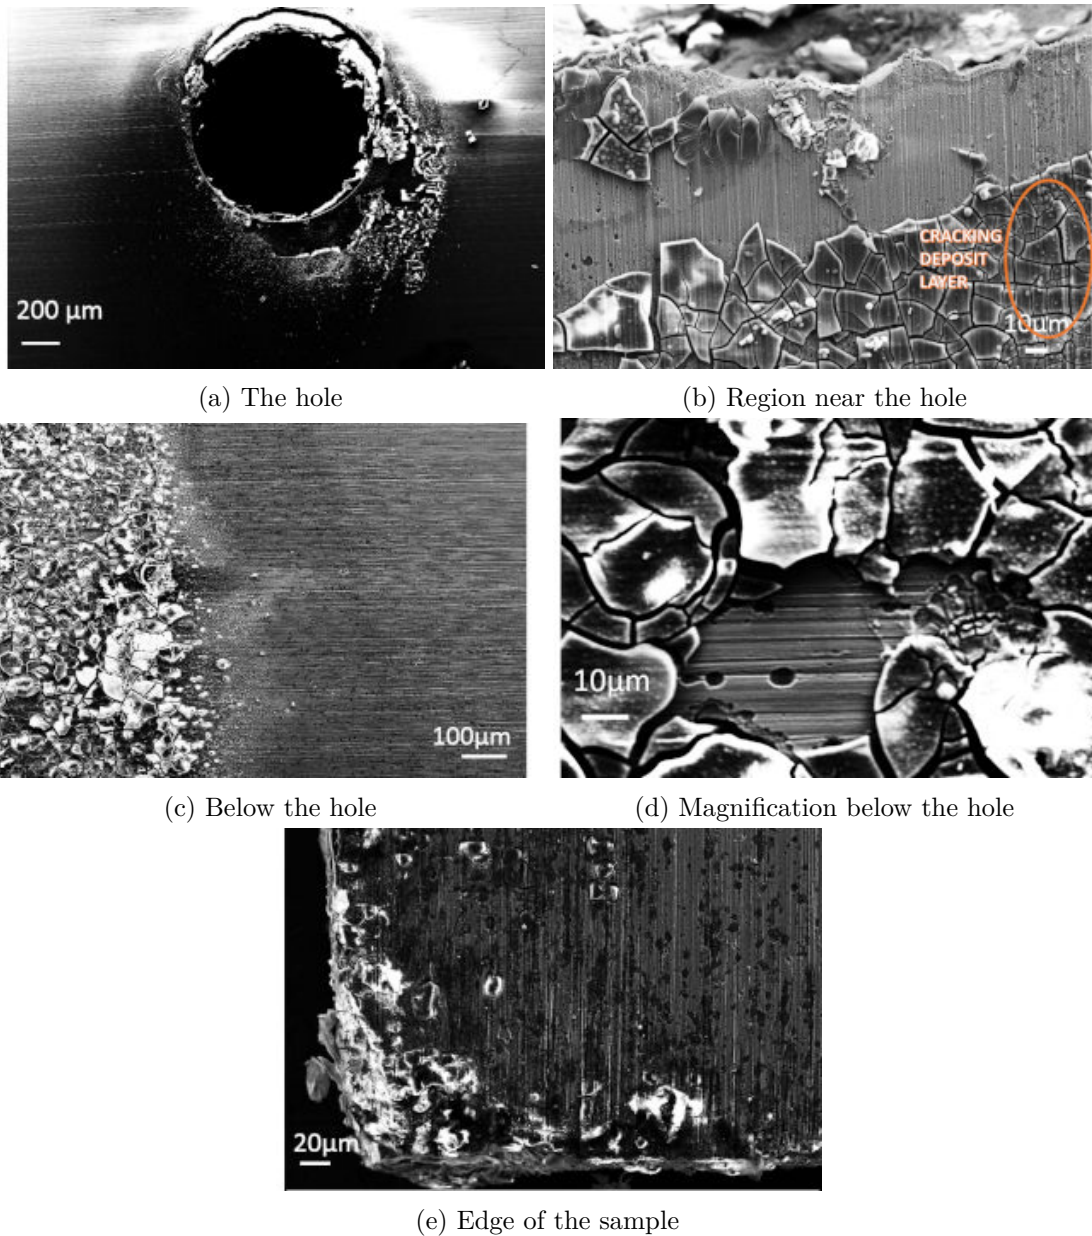 200 μm
CRACKING
DEPOSIT
LAYER
10μm
(a) The hole
(b) Region near the hole
100μm
10μm
(c) Below the hole
(d) Magnification below the hole
20μm
(e) Edge of the sample